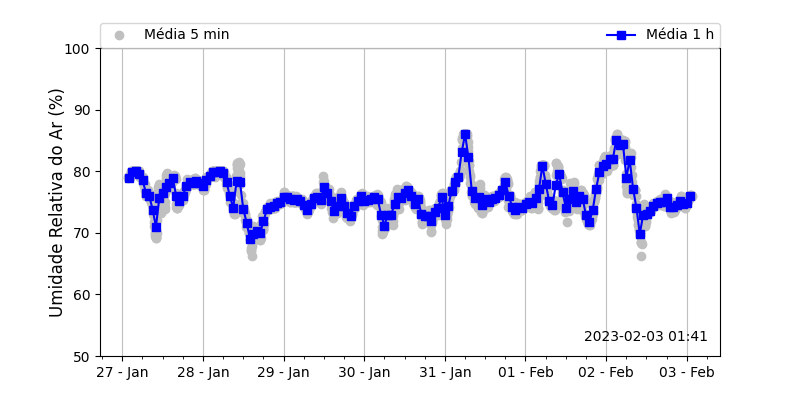 Média 5 min
Média 1 h
Umidade Relativa do Ar (%)
100
90
80
70
60
50
2023-02-03 01:41
27 - Jan
28 - Jan
29 - Jan
30 - Jan
31 - Jan
01 - Feb
02 - Feb
03 - Feb